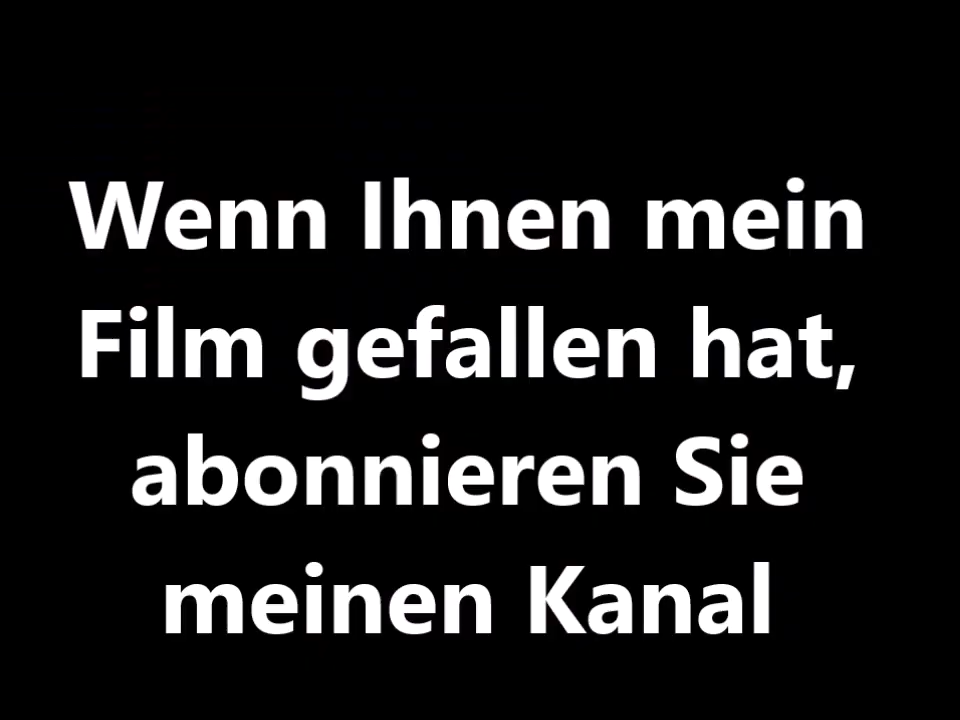 Wenn Ihnen mein
Film gefallen hat,
abonnieren Sie
meinen Kanal